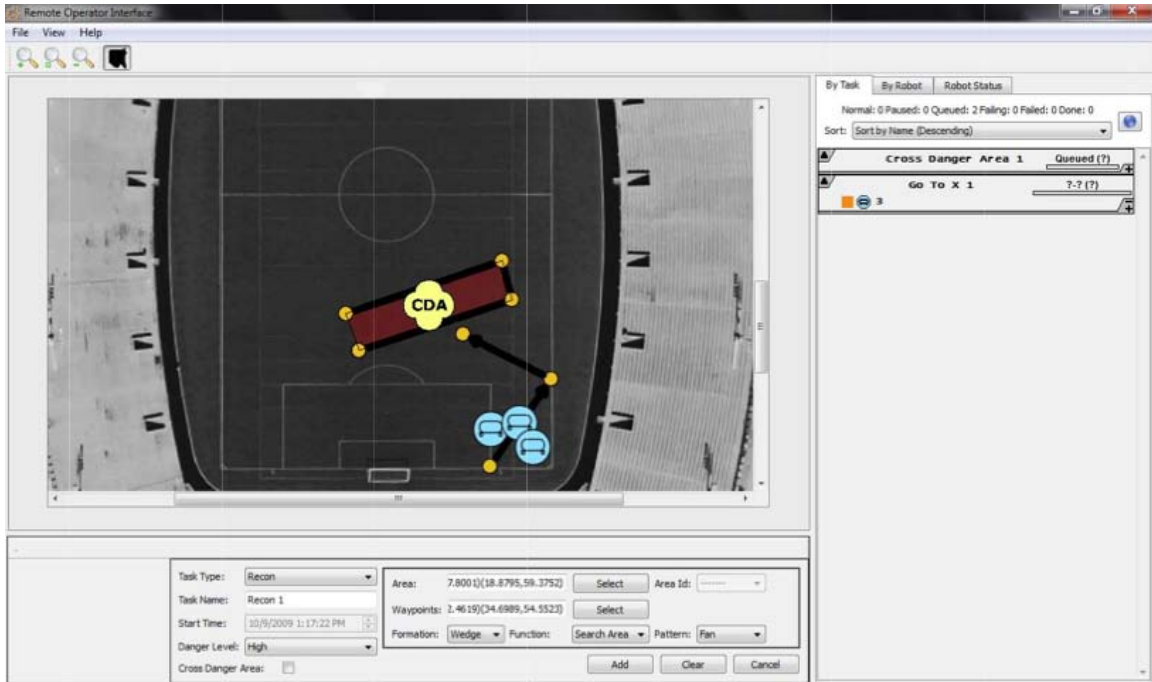 Remote Operator Interface
File View Help
By Task By Robot Robot Status
Normal: 0 Paused: 0 Queued: 2 Failing: 0 Failed: 0 Done: 0
Sort: Sort by Name (Descending)
Cross Danger Area 1 Queued (?)
Go To X 1 ?-? (?)
3
CDA
Task Type: Recon
Task Name: Recon 1
Start Time: 10/9/2009 1:17:22 PM
Danger Level: High
Cross Danger Area:
Area: 7.8001)(18.8795,59.3752) Select Area Id: -------
Waypoints: 2.4619)(34.6989,54.5523) Select
Formation: Wedge Function: Search Area Pattern: Fan
Add Clear Cancel